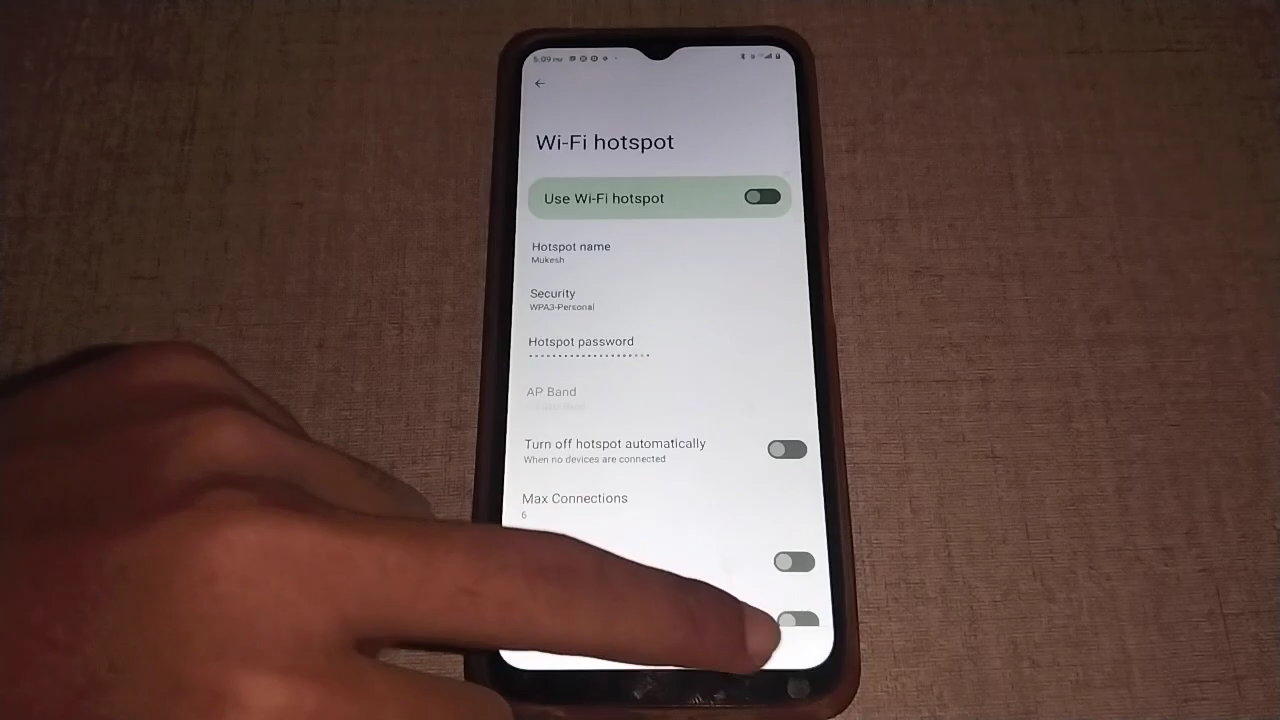 5:09 PM
Wi-Fi hotspot
Use Wi-Fi hotspot
Hotspot name
Mukesh
Security
WPA3-Personal
Hotspot password
AP Band
Turn off hotspot automatically
When no devices are connected
Max Connections
6